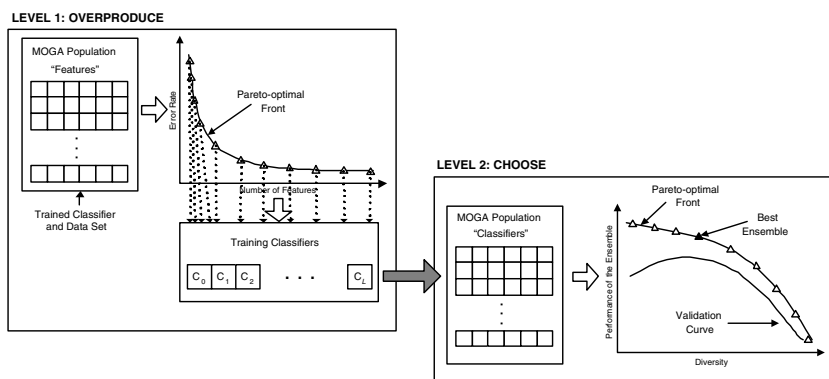 LEVEL 1: OVERPRODUCE
MOGA Population
“Features”
Trained Classifier
and Data Set
Error Rate
Pareto-optimal
Front
Number of Features
Training Classifiers
C0 C1 C2 . . . CL
LEVEL 2: CHOOSE
MOGA Population
“Classifiers”
Performance of the Ensemble
Pareto-optimal
Front
Best
Ensemble
Validation
Curve
Diversity